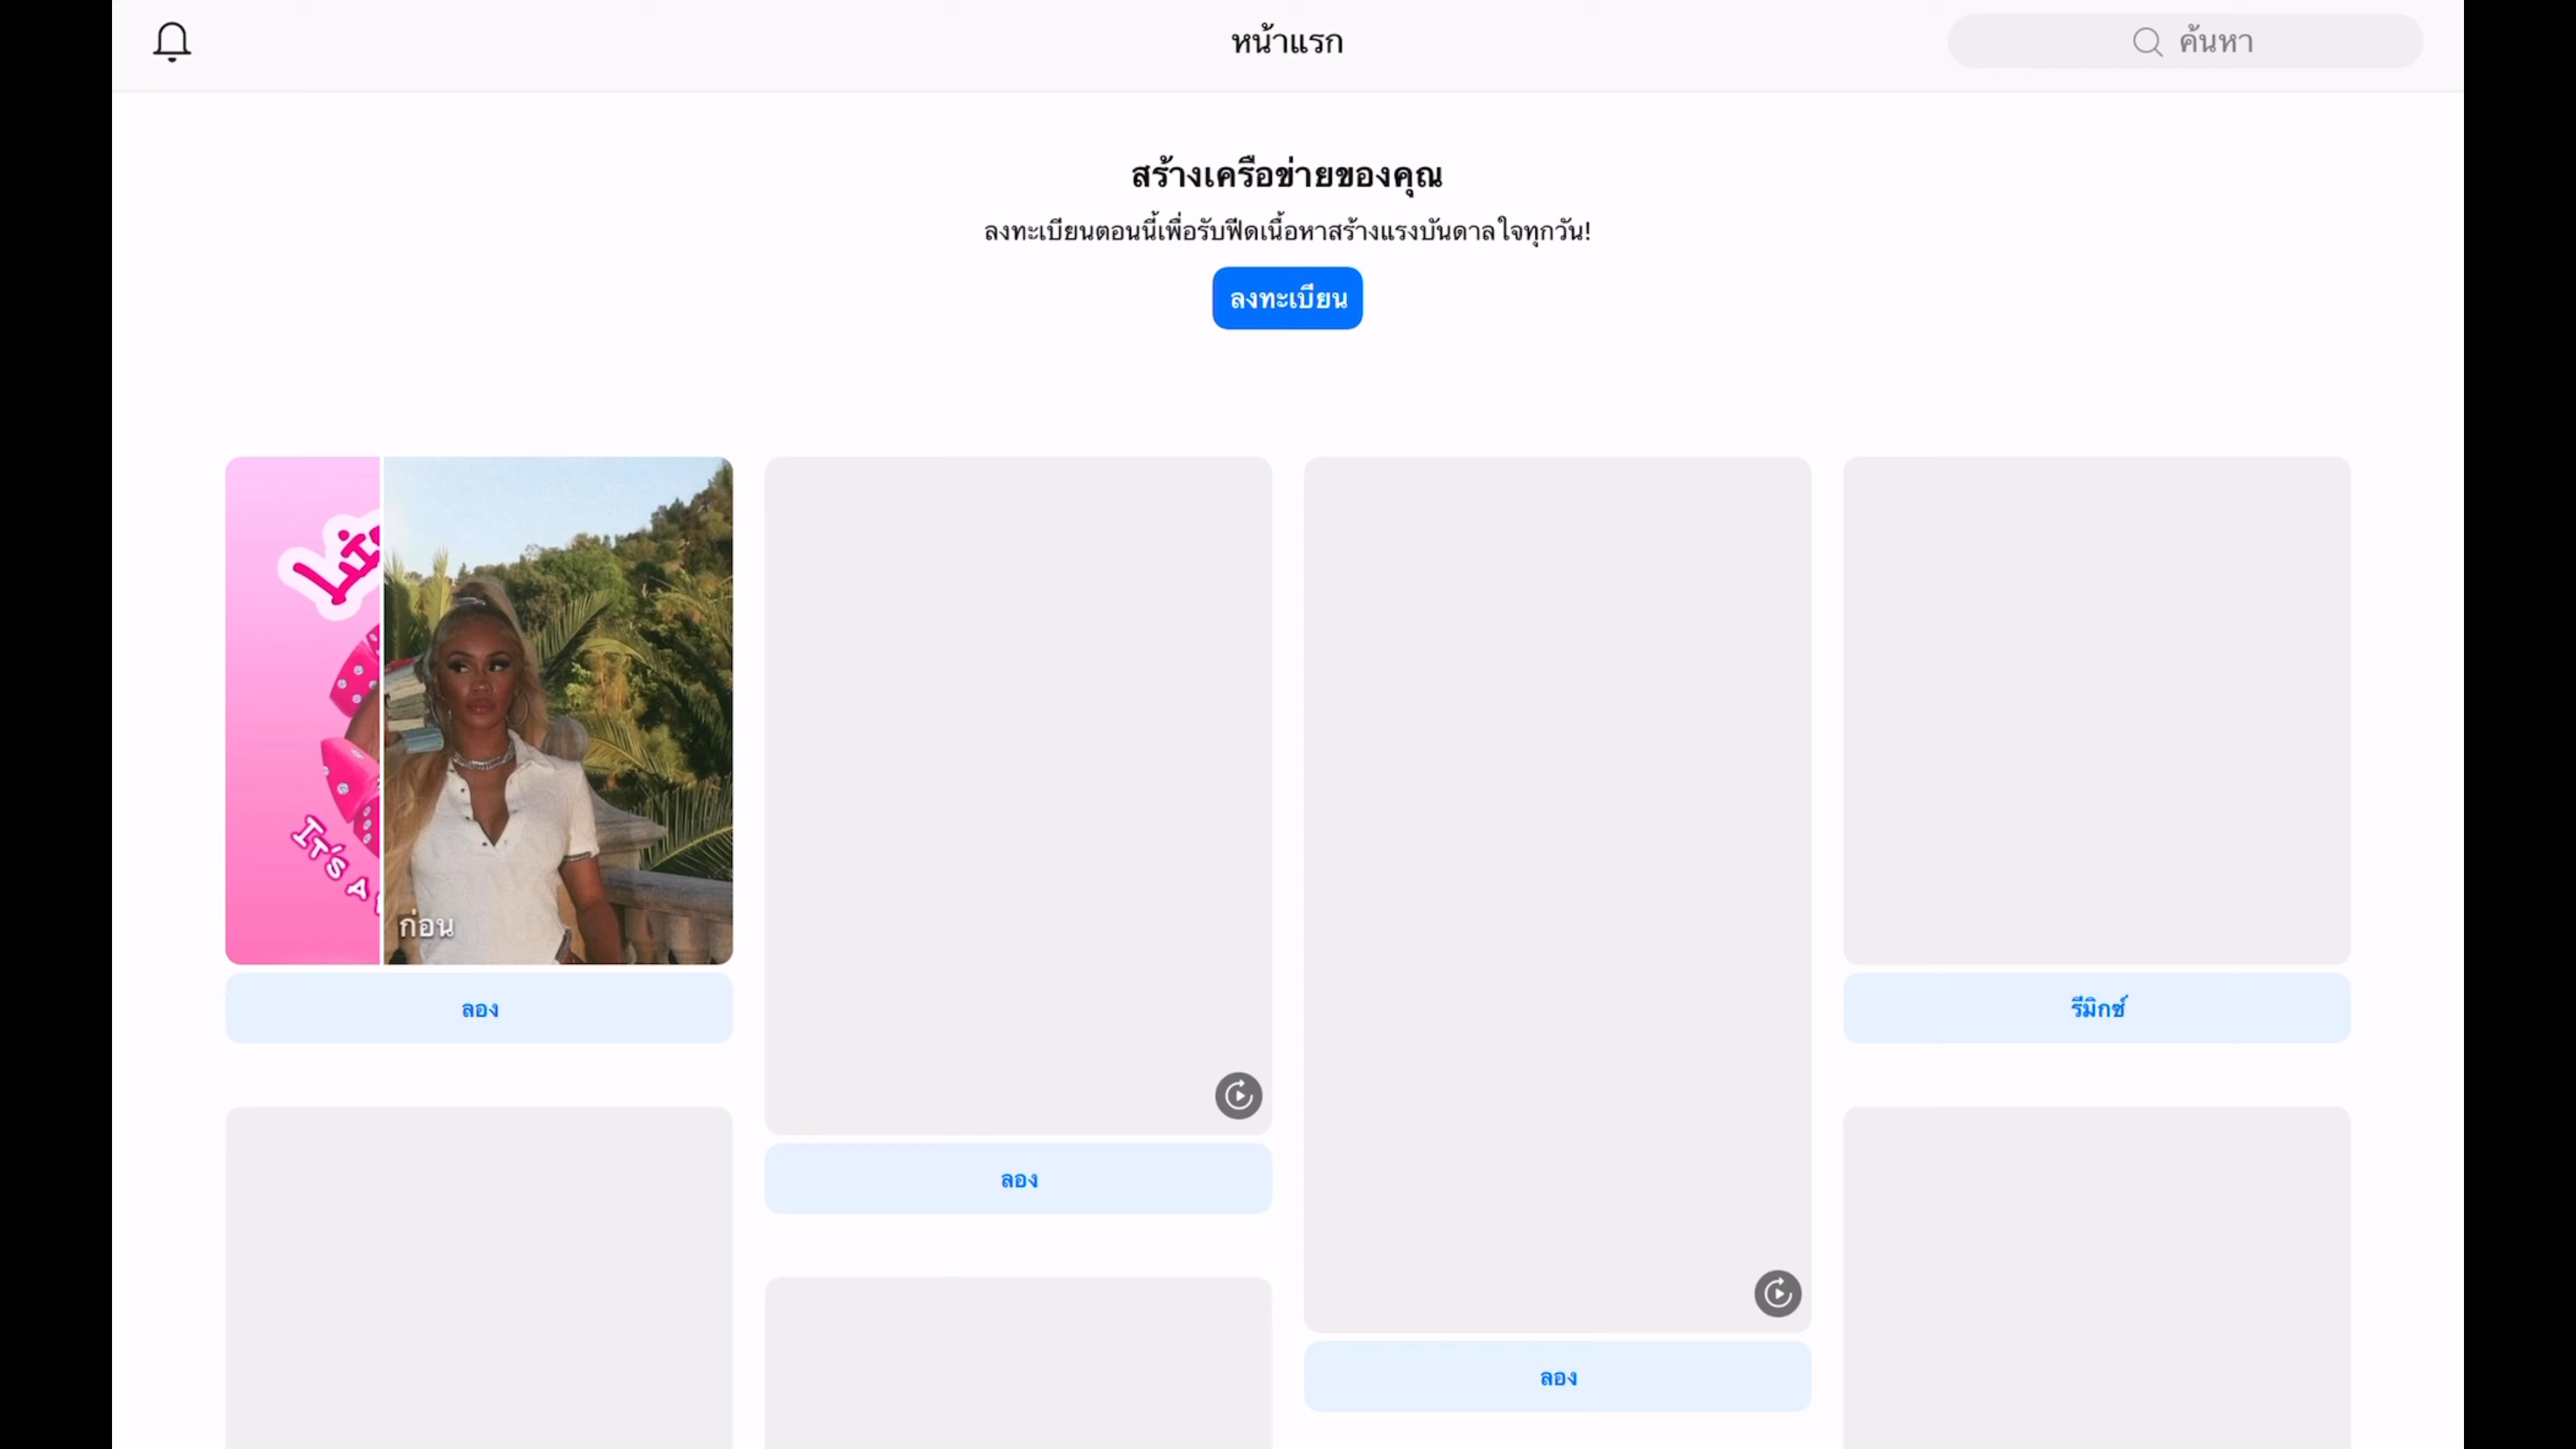 หน้าแรก
ค้นหา
สร้างเครือข่ายของคุณ
ลงทะเบียนตอนนี้เพื่อรับฟีดเนื้อหาสร้างแรงบันดาลใจทุกวัน!
ลงทะเบียน
IT'S A
ก่อน
ลอง
รีมิกซ์
ลอง
ลอง